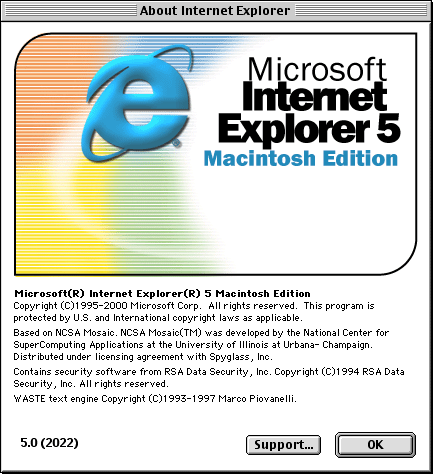 About Internet Explorer
Microsoft
Internet
Explorer 5
Macintosh Edition
Microsoft(R) Internet Explorer(R) 5 Macintosh Edition
Copyright (C)1995-2000 Microsoft Corp.  All rights reserved.  This program is
protected by U.S. and International copyright laws as applicable.
Based on NCSA Mosaic. NCSA Mosaic(TM) was developed by the National Center for
SuperComputing Applications at the University of Illinois at Urbana- Champaign.
Distributed under licensing agreement with Spyglass, Inc.
Contains security software from RSA Data Security, Inc. Copyright (C)1994 RSA Data
Security, Inc. All rights reserved.
WASTE text engine Copyright (C)1993-1997 Marco Piovanelli.
5.0 (2022)
Support...
OK